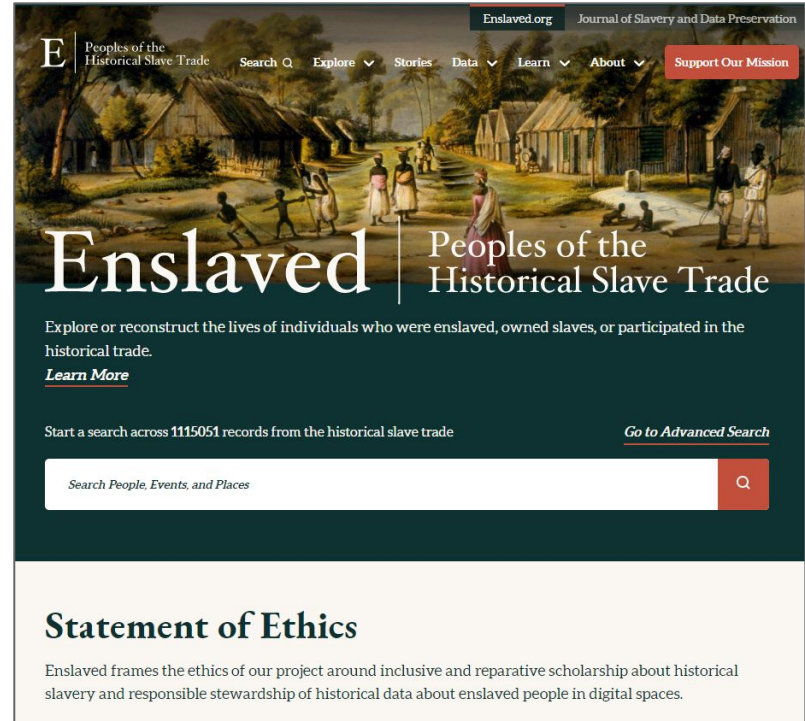 Enslaved.org Journal of Slavery and Data Preservation
E Peoples of the
Historical Slave Trade
Search Explore Stories Data Learn About Support Our Mission
Enslaved Peoples of the
Historical Slave Trade
Explore or reconstruct the lives of individuals who were enslaved, owned slaves, or participated in the
historical trade.
Learn More
Start a search across 1115051 records from the historical slave trade Go to Advanced Search
Search People, Events, and Places
Statement of Ethics
Enslaved frames the ethics of our project around inclusive and reparative scholarship about historical
slavery and responsible stewardship of historical data about enslaved people in digital spaces.